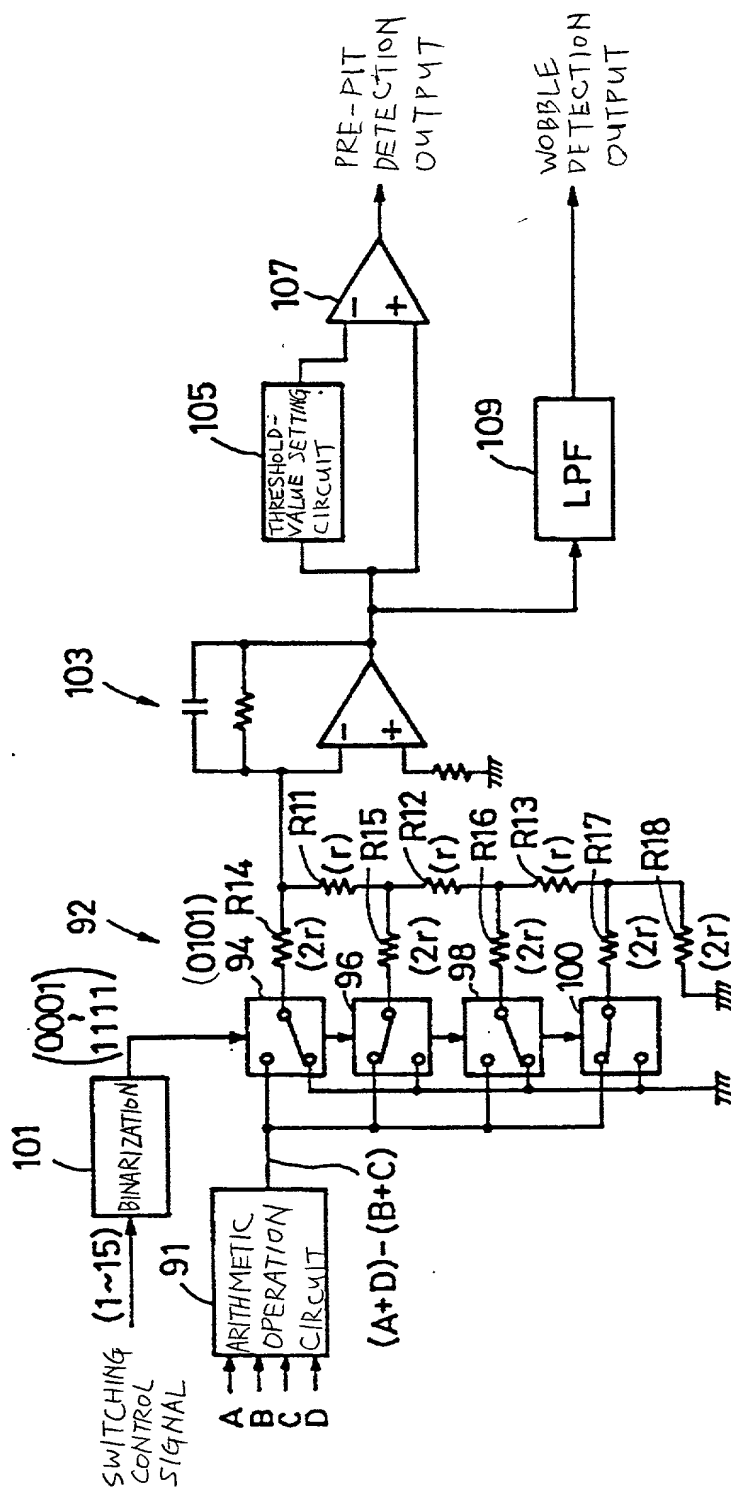 SWITCHING
CONTROL
SIGNAL
(1~15)
101
BINARIZATION
(0001
~
1111)
92
(0101)
A
B
C
D
91
ARITHMETIC
OPERATION
CIRCUIT
(A+D)-(B+C)
94
96
98
100
R14
(2r)
R11
(r)
R15
(2r)
R12
(r)
R16
(2r)
R13
(r)
R17
(2r)
R18
(2r)
103
-
+
105
THRESHOLD-
VALUE SETTING
CIRCUIT
107
-
+
PRE-PIT
DETECTION
OUTPUT
109
LPF
WOBBLE
DETECTION
OUTPUT